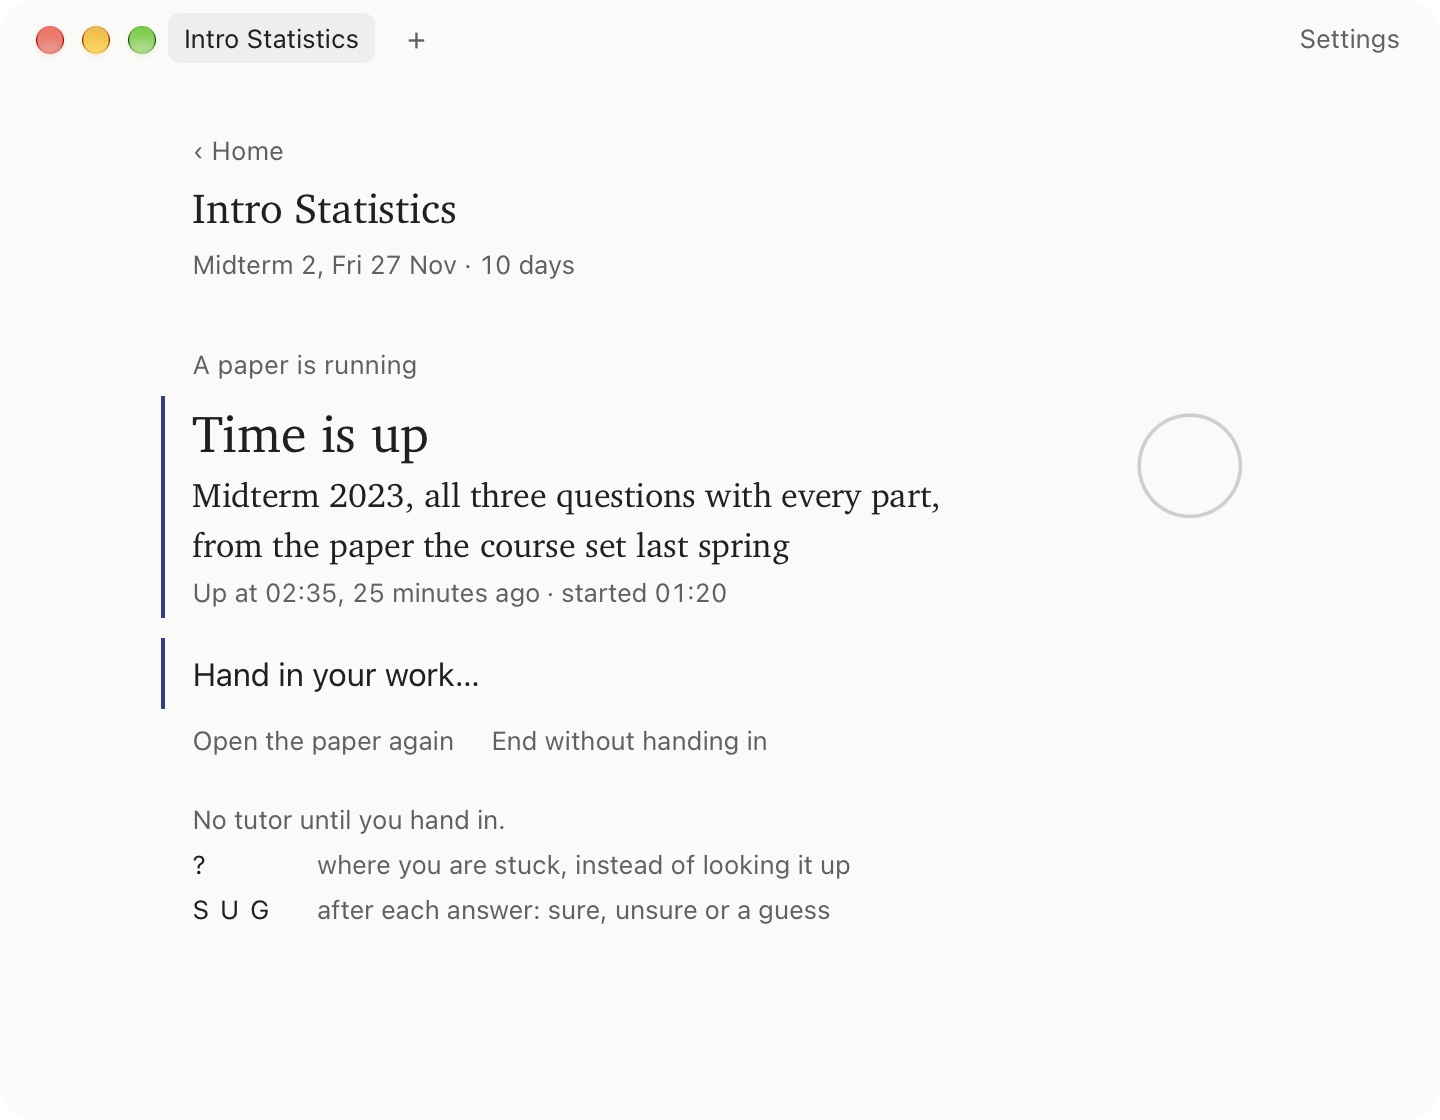 Intro Statistics
+
Settings
‹ Home
Intro Statistics
Midterm 2, Fri 27 Nov · 10 days
A paper is running
Time is up
Midterm 2023, all three questions with every part,
from the paper the course set last spring
Up at 02:35, 25 minutes ago · started 01:20
Hand in your work...
Open the paper again
End without handing in
No tutor until you hand in.
? where you are stuck, instead of looking it up
S U G after each answer: sure, unsure or a guess